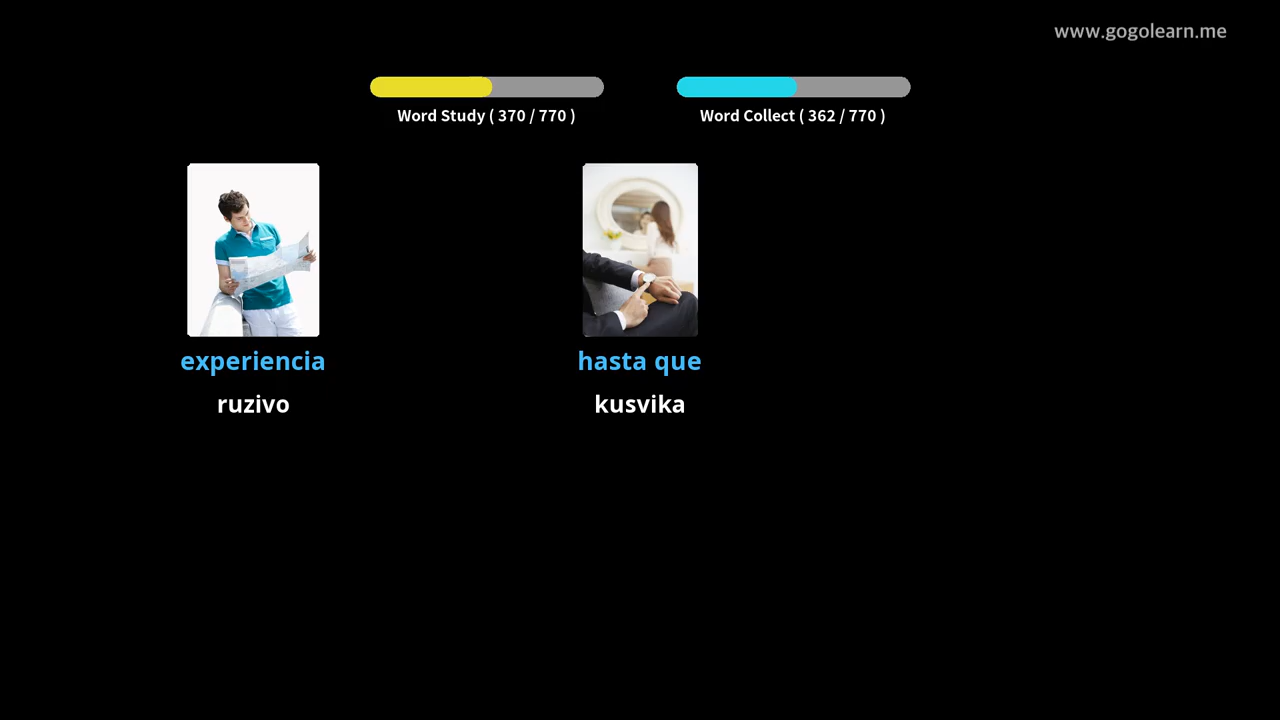 www.gogolearn.me
Word Study ( 370 / 770 )
Word Collect ( 362 / 770 )
experiencia
ruzivo
hasta que
kusvika